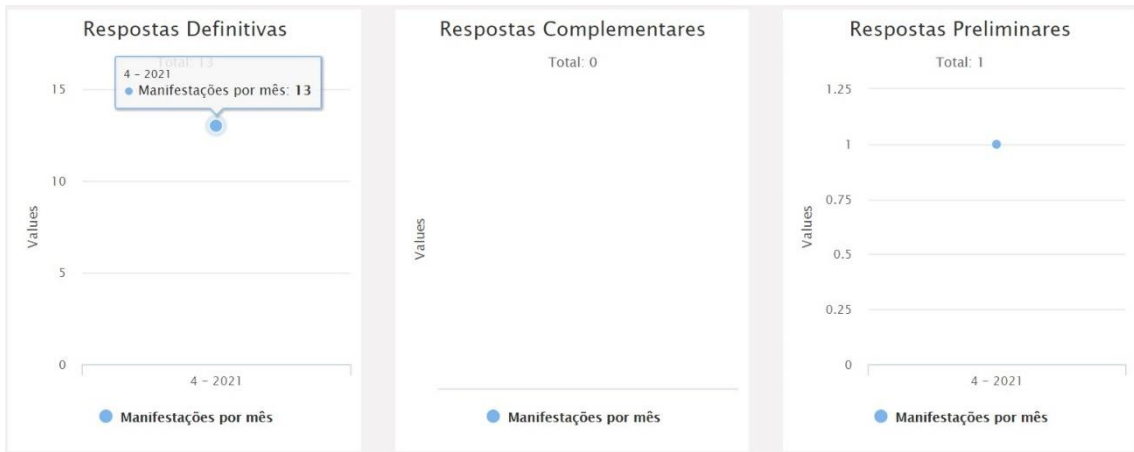 Respostas Definitivas
Total: 13
4 - 2021
Manifestações por mês: 13
15
10
5
0
Values
4 - 2021
Manifestações por mês
Respostas Complementares
Total: 0
Values
Manifestações por mês
Respostas Preliminares
Total: 1
1.25
1
0.75
0.5
0.25
0
Values
4 - 2021
Manifestações por mês